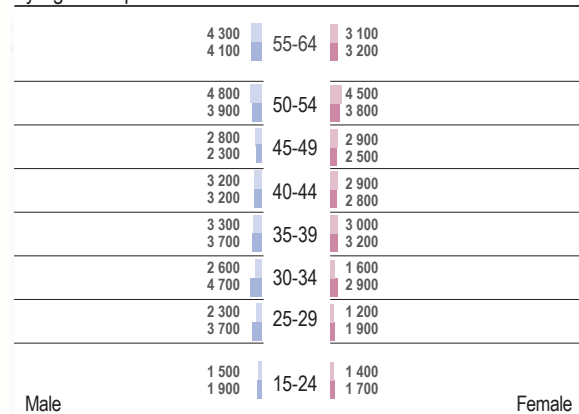 4 300 3 100
4 100 55-64 3 200
4 800 4 500
3 900 50-54 3 800
2 800 2 900
2 300 45-49 2 500
3 200 2 900
3 200 40-44 2 800
3 300 3 000
3 700 35-39 3 200
2 600 1 600
4 700 30-34 2 900
2 300 1 200
3 700 25-29 1 900
1 500 1 400
1 900 15-24 1 700
Male Female